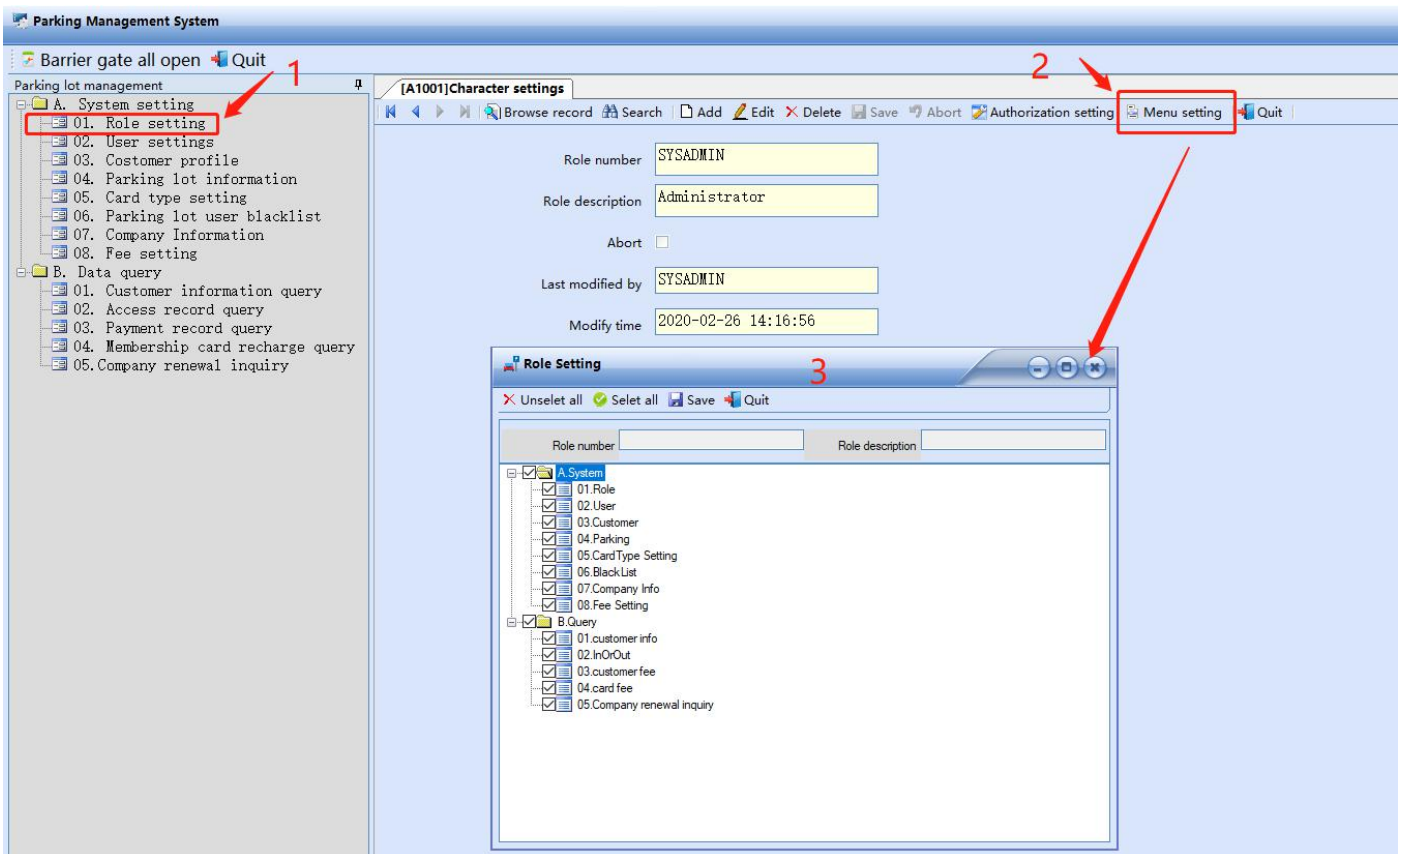 Parking Management System
Barrier gate all open Quit
1
2
Parking lot management
A. System setting
01. Role setting
02. User settings
03. Costomer profile
04. Parking lot information
05. Card type setting
06. Parking lot user blacklist
07. Company Information
08. Fee setting
B. Data query
01. Customer information query
02. Access record query
03. Payment record query
04. Membership card recharge query
05.Company renewal inquiry
[A1001]Character settings
Browse record Search Add Edit Delete Save Abort Authorization setting Menu setting Quit
Role number SYSADMIN
Role description Administrator
Abort
Last modified by SYSADMIN
Modify time 2020-02-26 14:16:56
Role Setting
3
Unselet all Selet all Save Quit
Role number Role description
A.System
01.Role
02.User
03.Customer
04.Parking
05.CardType Setting
06.BlackList
07.Company Info
08.Fee Setting
B.Query
01.customer info
02.InOrOut
03.customer fee
04.card fee
05.Company renewal inquiry